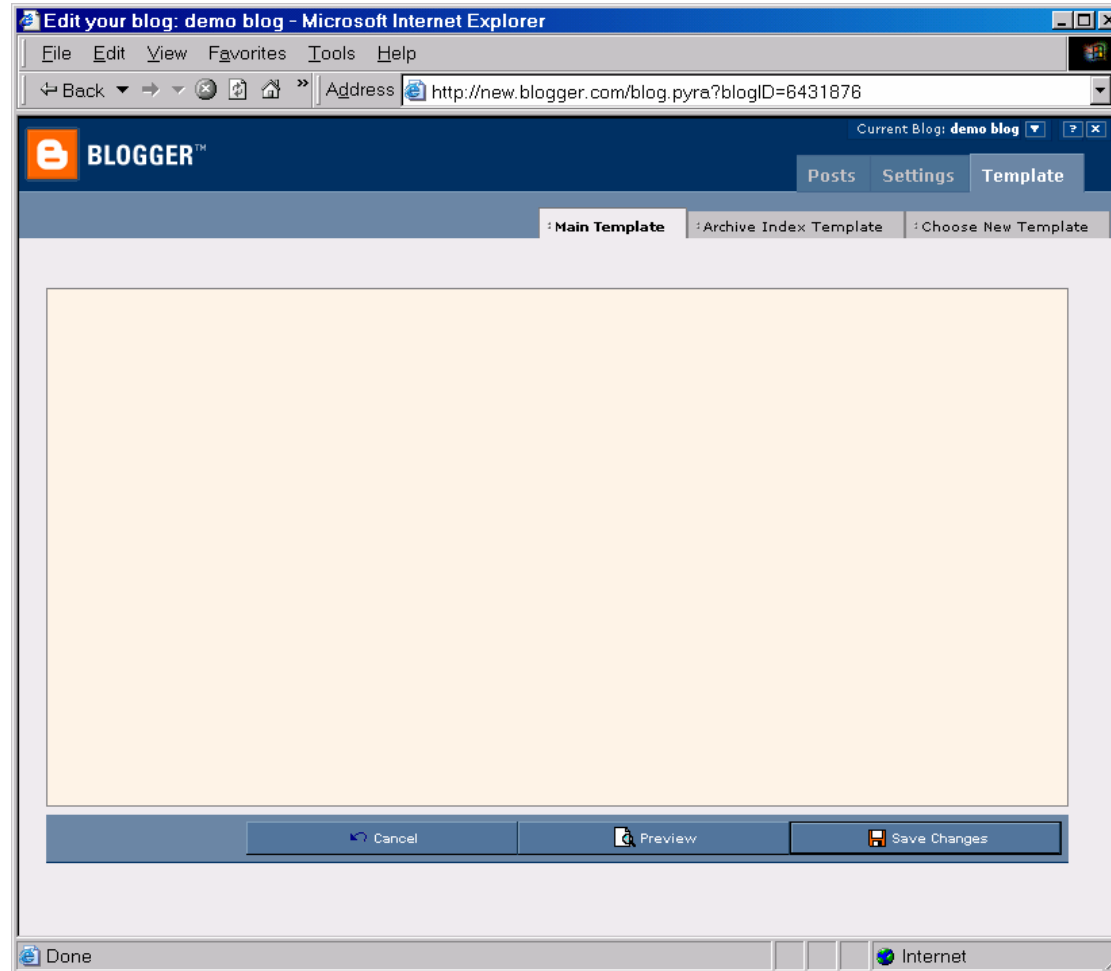 Edit your blog: demo blog - Microsoft Internet Explorer
File Edit View Favorites Tools Help
Back » Address http://new.blogger.com/blog.pyra?blogID=6431876
Current Blog: demo blog ? x
BLOGGER™
Posts Settings Template
Main Template Archive Index Template Choose New Template
Cancel Preview Save Changes
Done Internet